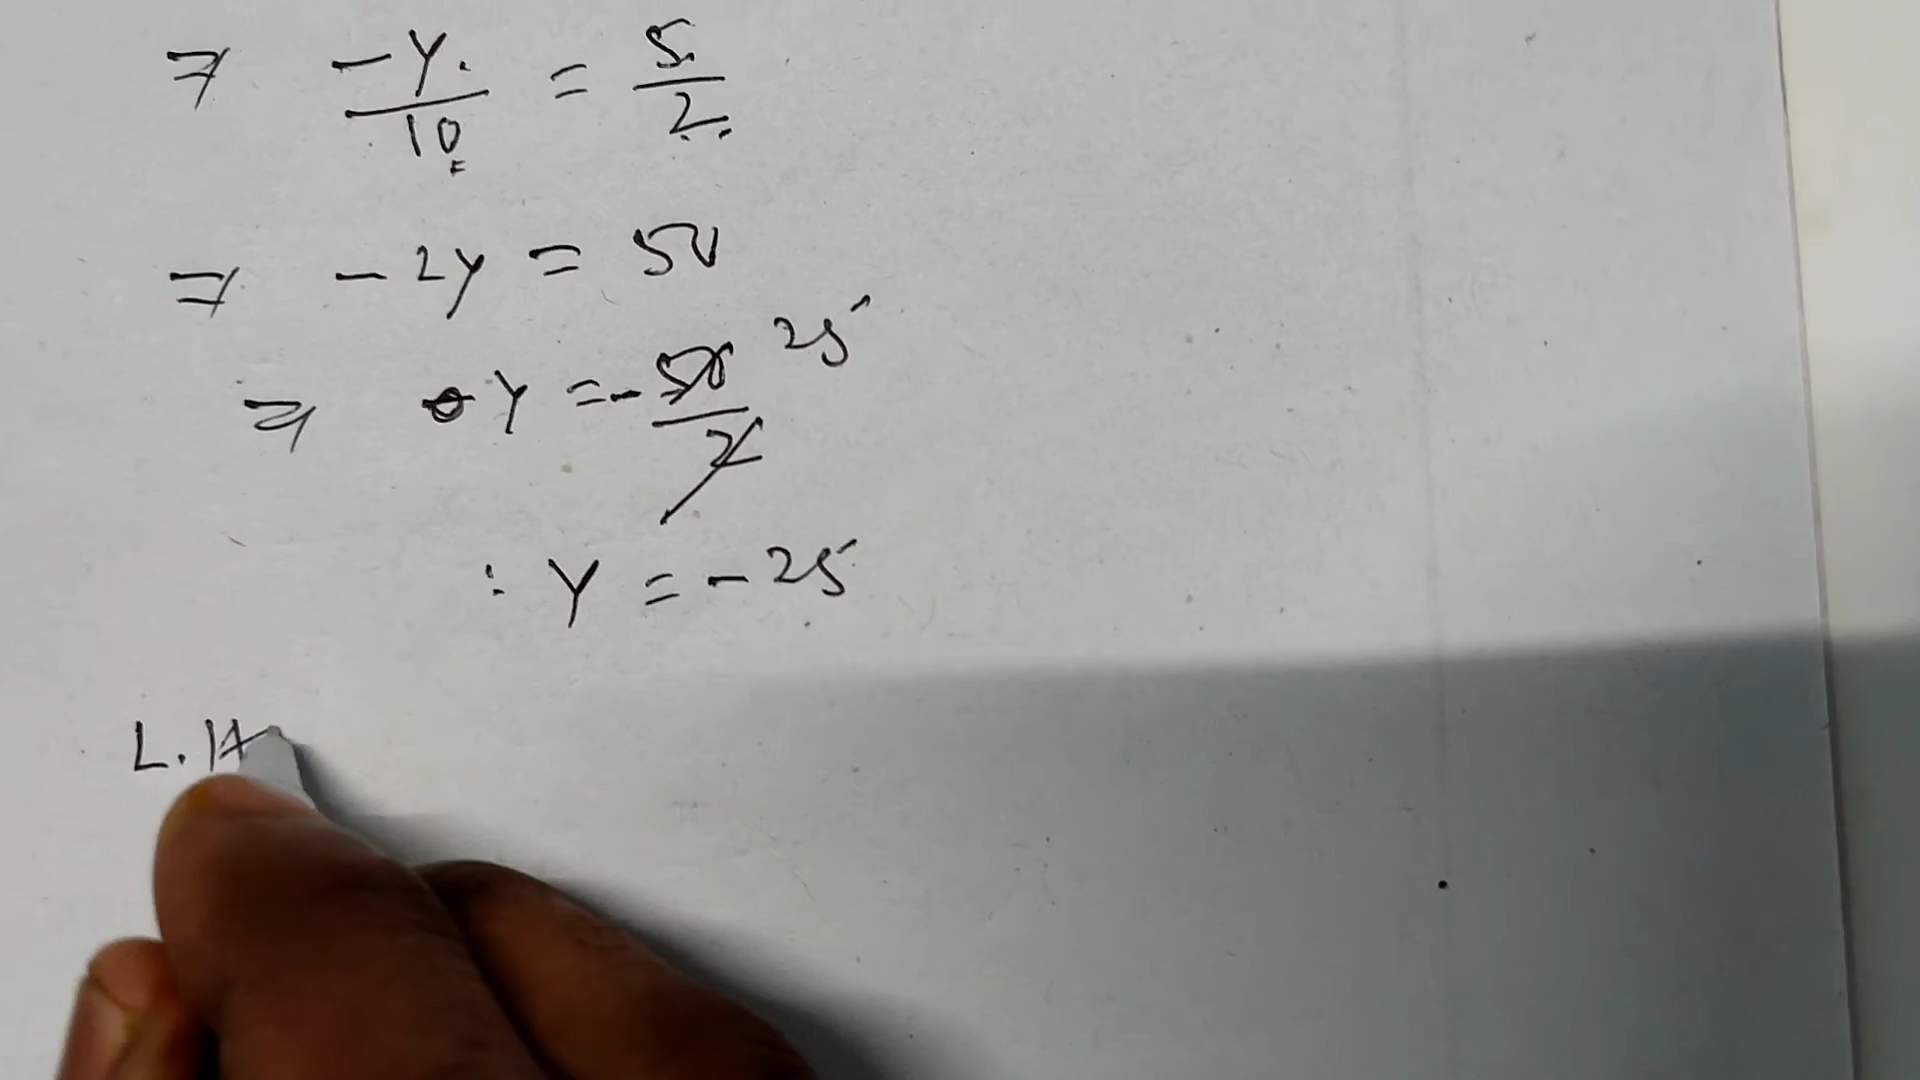 ⇒ -Y/10 = 5/2
⇒ -2y = 50
⇒ Y = -50/2 25
: Y = -25
L.H